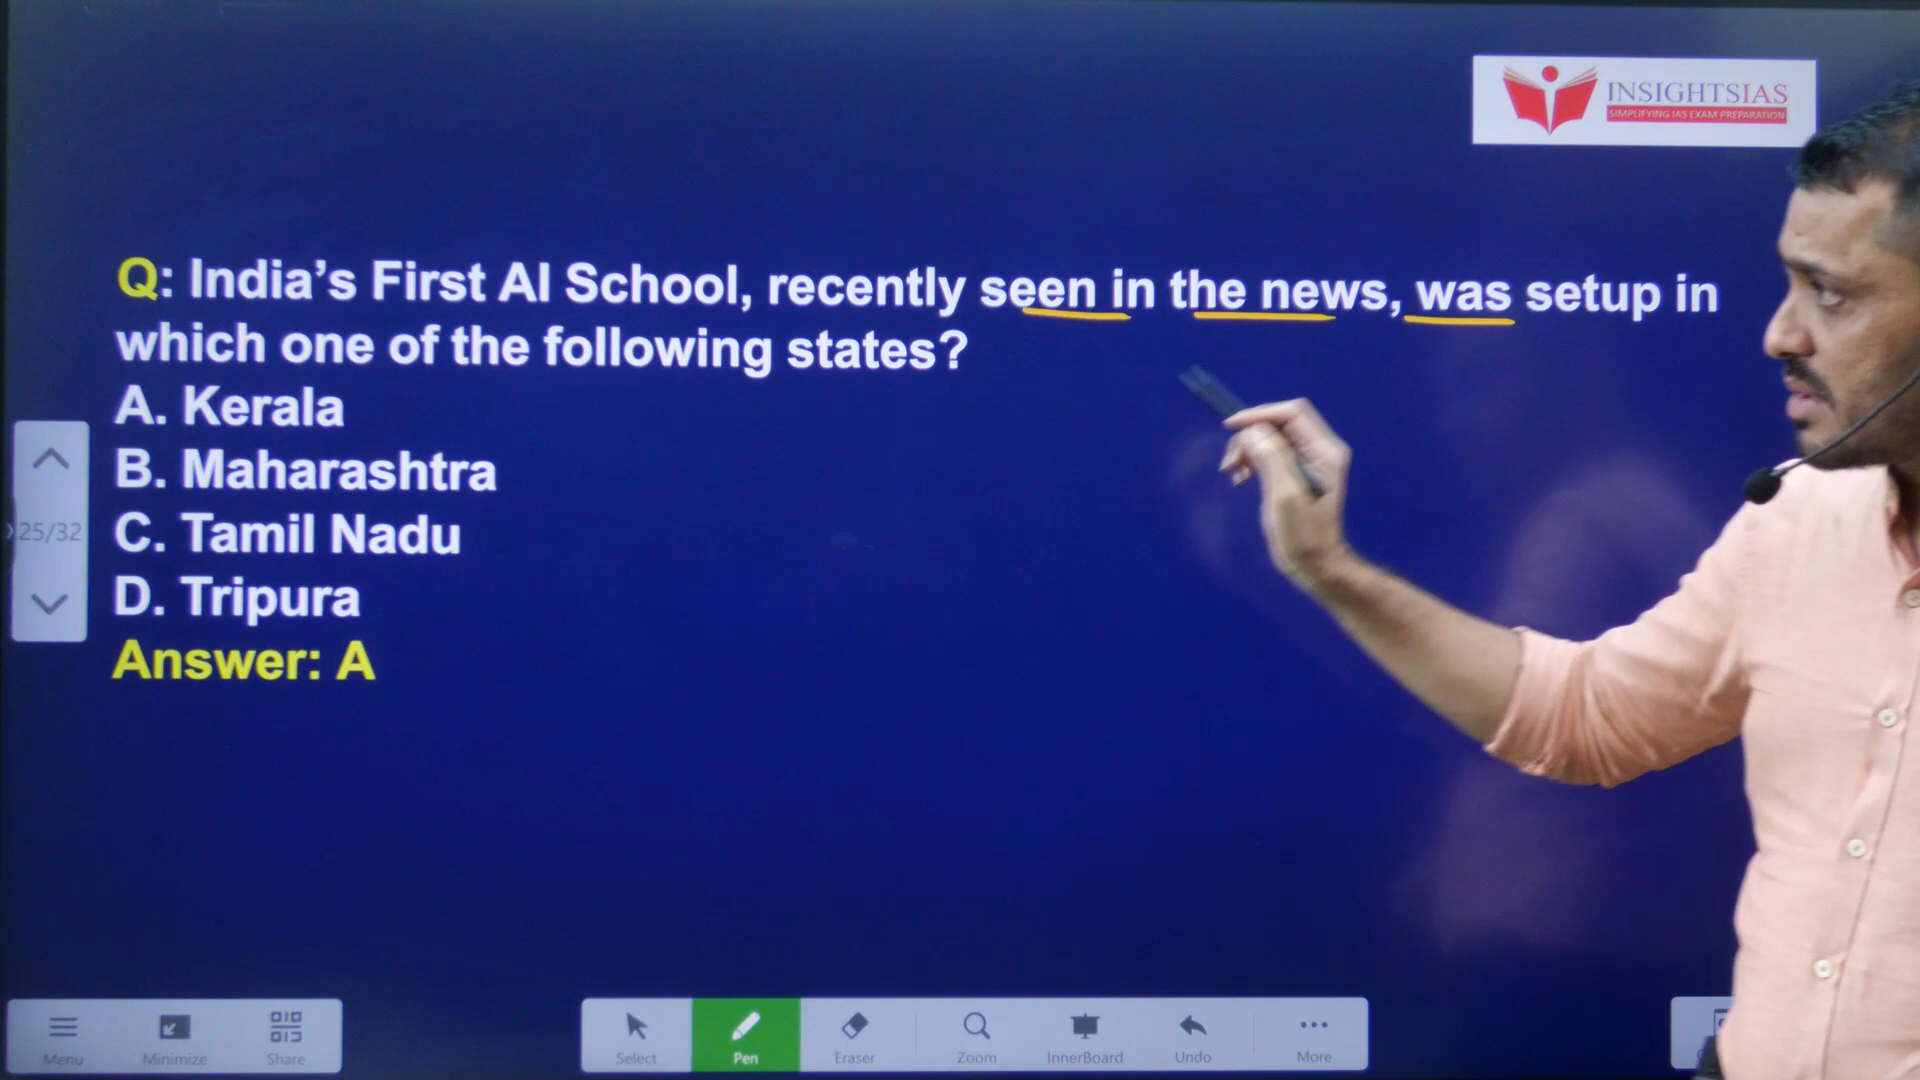 INSIGHTSIAS
SIMPLIFYING IAS EXAM PREPARATION
Q: India's First AI School, recently seen in the news, was setup in
which one of the following states?
A. Kerala
B. Maharashtra
C. Tamil Nadu
D. Tripura
Answer: A
25/32
Menu Minimize Share
Select Pen Eraser Zoom InnerBoard Undo More